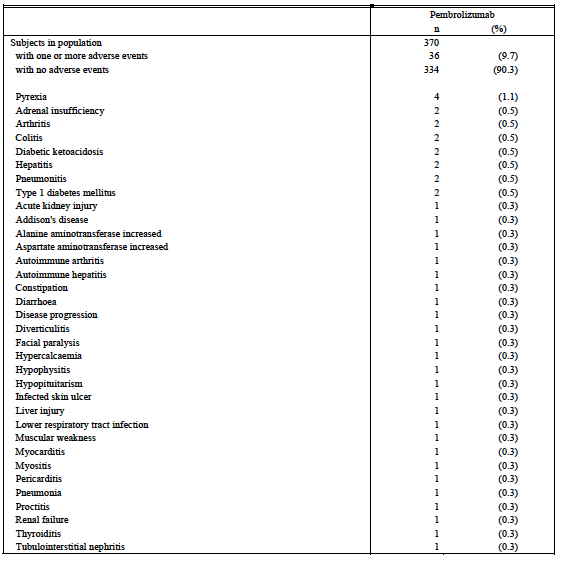 Pembrolizumab
n (%)
Subjects in population 370
with one or more adverse events 36 (9.7)
with no adverse events 334 (90.3)
Pyrexia 4 (1.1)
Adrenal insufficiency 2 (0.5)
Arthritis 2 (0.5)
Colitis 2 (0.5)
Diabetic ketoacidosis 2 (0.5)
Hepatitis 2 (0.5)
Pneumonitis 2 (0.5)
Type 1 diabetes mellitus 2 (0.5)
Acute kidney injury 1 (0.3)
Addison's disease 1 (0.3)
Alanine aminotransferase increased 1 (0.3)
Aspartate aminotransferase increased 1 (0.3)
Autoimmune arthritis 1 (0.3)
Autoimmune hepatitis 1 (0.3)
Constipation 1 (0.3)
Diarrhoea 1 (0.3)
Disease progression 1 (0.3)
Diverticulitis 1 (0.3)
Facial paralysis 1 (0.3)
Hypercalcaemia 1 (0.3)
Hypophysitis 1 (0.3)
Hypopituitarism 1 (0.3)
Infected skin ulcer 1 (0.3)
Liver injury 1 (0.3)
Lower respiratory tract infection 1 (0.3)
Muscular weakness 1 (0.3)
Myocarditis 1 (0.3)
Myositis 1 (0.3)
Pericarditis 1 (0.3)
Pneumonia 1 (0.3)
Proctitis 1 (0.3)
Renal failure 1 (0.3)
Thyroiditis 1 (0.3)
Tubulointerstitial nephritis 1 (0.3)